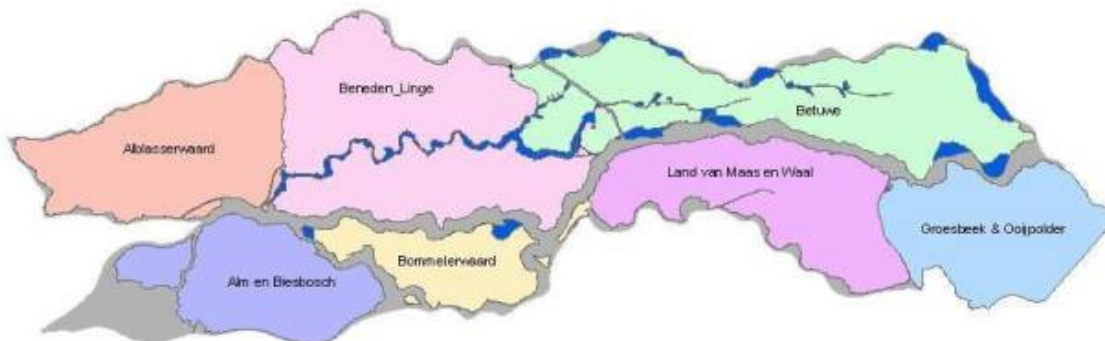 Beneden_Linge
Betuwe
Alblasserwaard
Land van Maas en Waal
Groesbeek & Ooijpolder
Bommelerwaard
Alm en Biesbosch